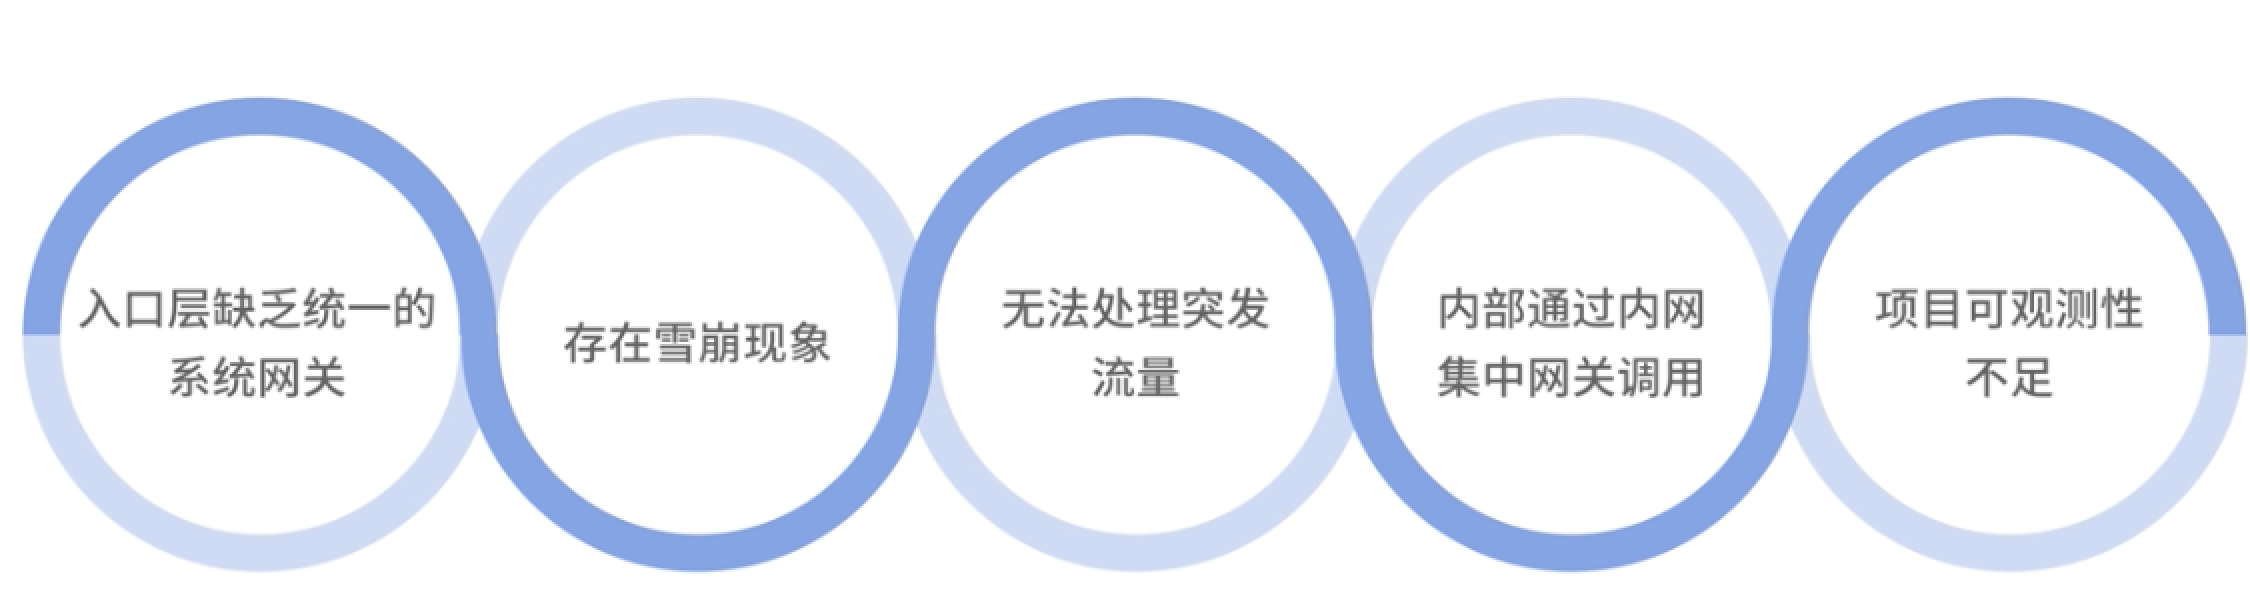 入口层缺乏统一的
系统网关
存在雪崩现象
无法处理突发
流量
内部通过内网
集中网关调用
项目可观测性
不足